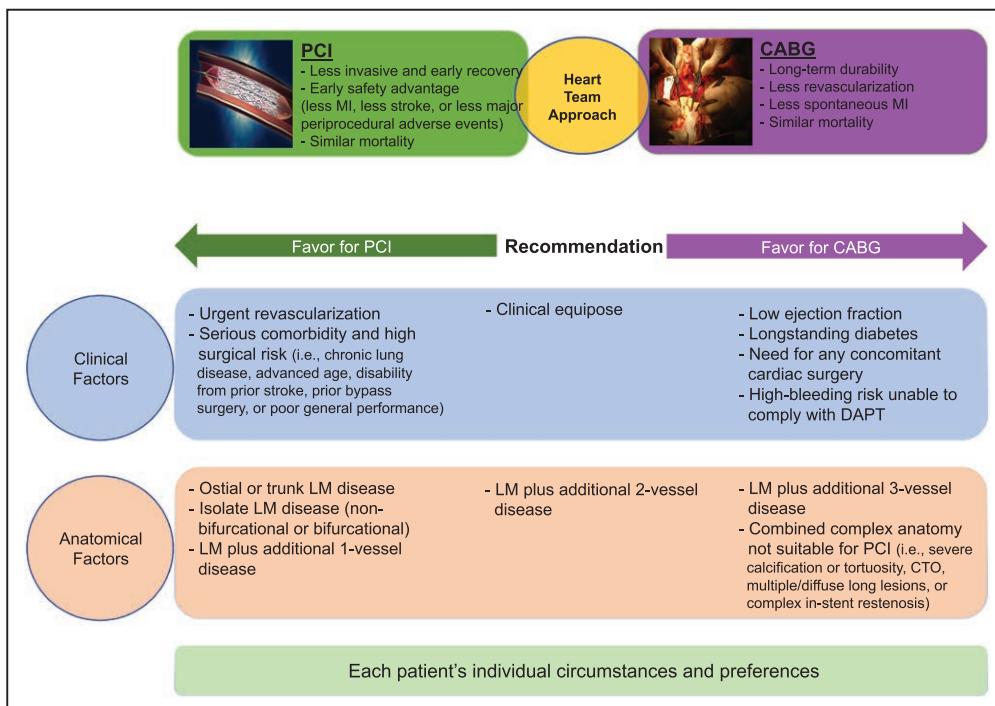 PCI
- Less invasive and early recovery
- Early safety advantage
(less MI, less stroke, or less major
periprocedural adverse events)
- Similar mortality
Heart
Team
Approach
CABG
- Long-term durability
- Less revascularization
- Less spontaneous MI
- Similar mortality
Favor for PCI
Recommendation
Favor for CABG
Clinical
Factors
- Urgent revascularization
- Serious comorbidity and high
surgical risk (i.e., chronic lung
disease, advanced age, disability
from prior stroke, prior bypass
surgery, or poor general performance)
- Clinical equipose
- Low ejection fraction
- Longstanding diabetes
- Need for any concomitant
cardiac surgery
- High-bleeding risk unable to
comply with DAPT
Anatomical
Factors
- Ostial or trunk LM disease
- Isolate LM disease (non-
bifurcational or bifurcational)
- LM plus additional 1-vessel
disease
- LM plus additional 2-vessel
disease
- LM plus additional 3-vessel
disease
- Combined complex anatomy
not suitable for PCI (i.e., severe
calcification or tortuosity, CTO,
multiple/diffuse long lesions, or
complex in-stent restenosis)
Each patient's individual circumstances and preferences